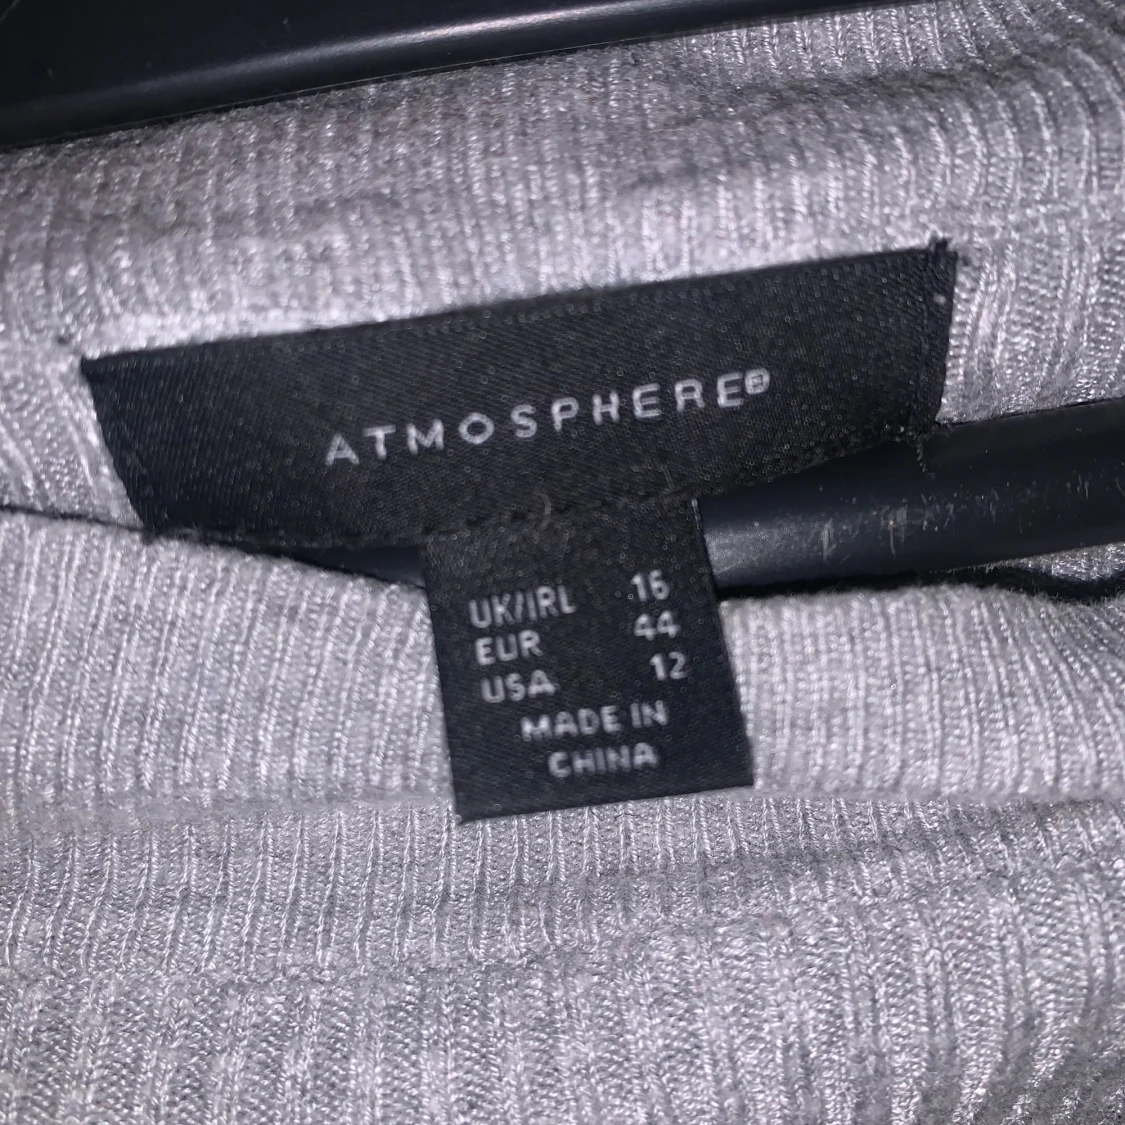 ATMOSPHERE®
UK/IRL 16
EUR 44
USA 12
MADE IN
CHINA